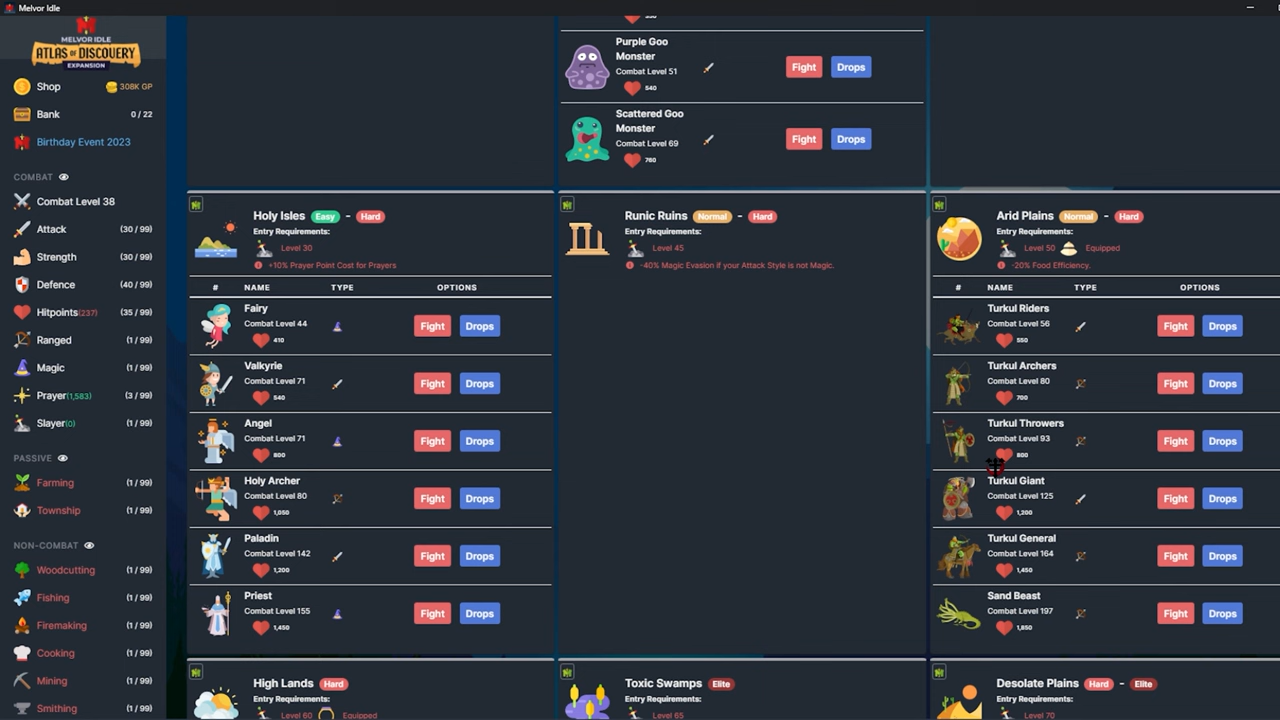 Melvor Idle
MELVOR IDLE
ATLAS OF DISCOVERY
EXPANSION
Shop 308K GP
Bank 0 / 22
Birthday Event 2023
COMBAT
Combat Level 38
Attack (30 / 99)
Strength (30 / 99)
Defence (40 / 99)
Hitpoints(237) (35 / 99)
Ranged (1 / 99)
Magic (1 / 99)
Prayer(1,583) (3 / 99)
Slayer(0) (1 / 99)
PASSIVE
Farming (1 / 99)
Township (1 / 99)
NON-COMBAT
Woodcutting (1 / 99)
Fishing (1 / 99)
Firemaking (1 / 99)
Cooking (1 / 99)
Mining (1 / 99)
Smithing (1 / 99)
Purple Goo
Monster
Combat Level 51
540
Fight Drops
Scattered Goo
Monster
Combat Level 69
760
Fight Drops
Holy Isles Easy - Hard
Entry Requirements:
Level 30
+10% Prayer Point Cost for Prayers
# NAME TYPE OPTIONS
Fairy
Combat Level 44
410
Fight Drops
Valkyrie
Combat Level 71
540
Fight Drops
Angel
Combat Level 71
800
Fight Drops
Holy Archer
Combat Level 80
1,050
Fight Drops
Paladin
Combat Level 142
1,200
Fight Drops
Priest
Combat Level 155
1,450
Fight Drops
Runic Ruins Normal - Hard
Entry Requirements:
Level 45
-40% Magic Evasion if your Attack Style is not Magic.
Arid Plains Normal - Hard
Entry Requirements:
Level 50 Equipped
-20% Food Efficiency.
# NAME TYPE OPTIONS
Turkul Riders
Combat Level 56
550
Fight Drops
Turkul Archers
Combat Level 80
700
Fight Drops
Turkul Throwers
Combat Level 93
800
Fight Drops
Turkul Giant
Combat Level 125
1,200
Fight Drops
Turkul General
Combat Level 164
1,450
Fight Drops
Sand Beast
Combat Level 197
1,850
Fight Drops
High Lands Hard
Entry Requirements:
Level 60 Equipped
Toxic Swamps Elite
Entry Requirements:
Level 65
Desolate Plains Hard - Elite
Entry Requirements:
Level 70